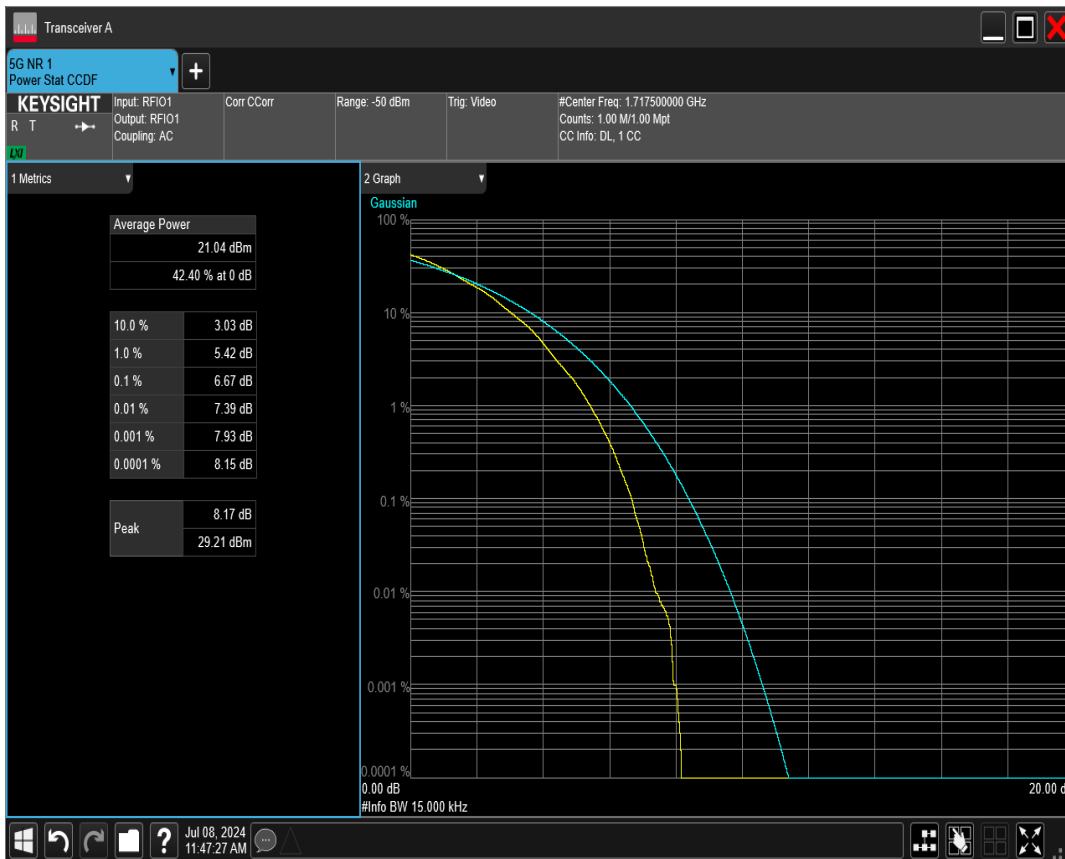 Transceiver A
5G NR 1
Power Stat CCDF
KEYSIGHT
R T
LXI
Input: RFIO1
Output: RFIO1
Coupling: AC
Corr CCorr
Range: -50 dBm
Trig: Video
#Center Freq: 1.717500000 GHz
Counts: 1.00 M/1.00 Mpt
CC Info: DL, 1 CC
1 Metrics
Average Power
21.04 dBm
42.40 % at 0 dB
10.0 % 3.03 dB
1.0 % 5.42 dB
0.1 % 6.67 dB
0.01 % 7.39 dB
0.001 % 7.93 dB
0.0001 % 8.15 dB
Peak
8.17 dB
29.21 dBm
2 Graph
Gaussian
100 %
10 %
1 %
0.1 %
0.01 %
0.001 %
0.0001 %
0.00 dB
20.00 d
#Info BW 15.000 kHz
Jul 08, 2024
11:47:27 AM